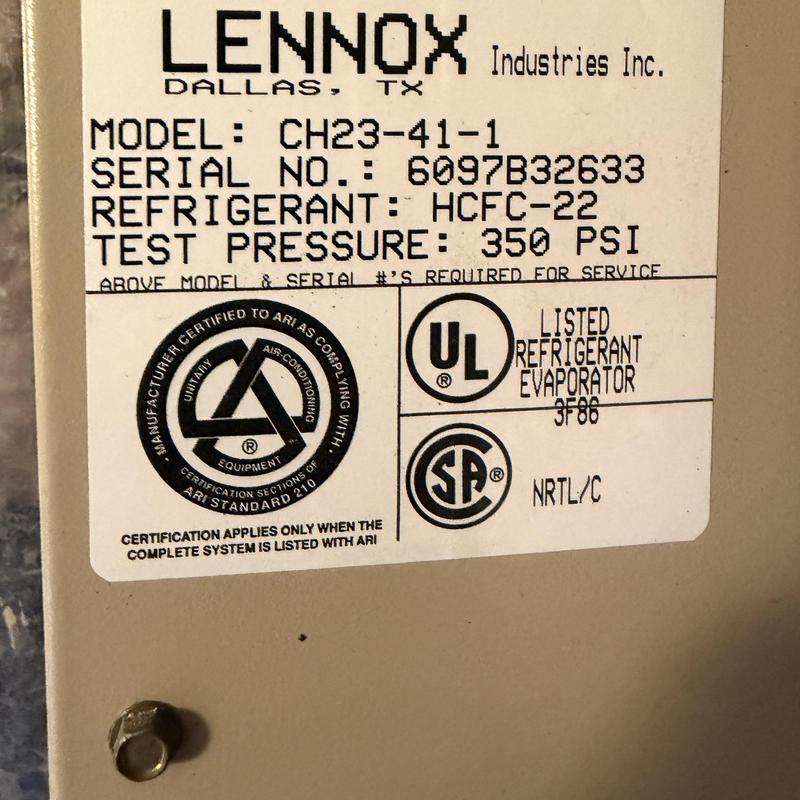 LENNOX Industries Inc.
DALLAS, TX
MODEL: CH23-41-1
SERIAL NO.: 6097B32633
REFRIGERANT: HCFC-22
TEST PRESSURE: 350 PSI
ABOVE MODEL & SERIAL #'S REQUIRED FOR SERVICE
MANUFACTURER CERTIFIED TO ARI AS COMPLYING WITH
UNITARY
AIR-CONDITIONING
®
EQUIPMENT
CERTIFICATION SECTIONS OF
ARI STANDARD 210
CERTIFICATION APPLIES ONLY WHEN THE
COMPLETE SYSTEM IS LISTED WITH ARI
UL
®
LISTED
REFRIGERANT
EVAPORATOR
3F86
SA ®
NRTL/C